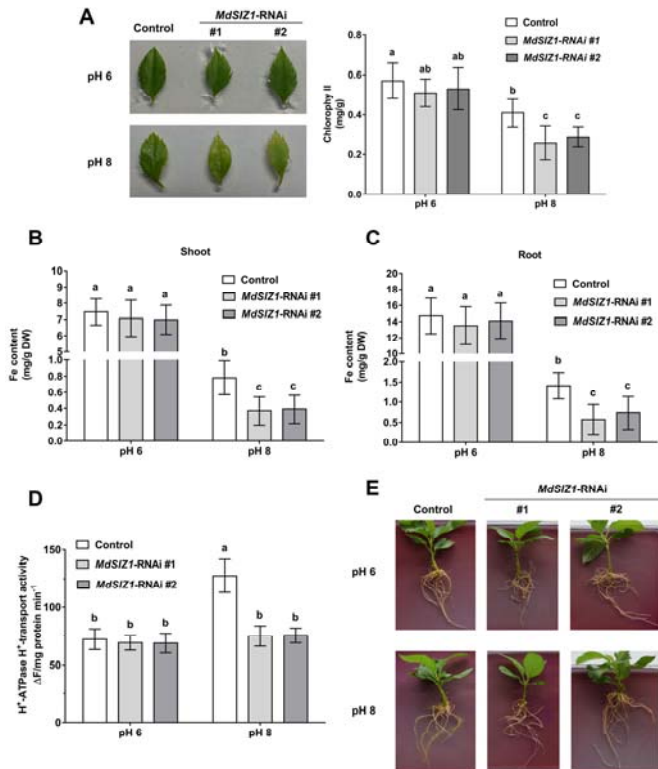 A
MdSIZ1-RNAi
Control
#1
#2
pH 6
pH 8
Control
MdSIZ1-RNAi #1
MdSIZ1-RNAi #2
Chlorophy II
(mg/g)
0.8
0.6
0.4
0.2
0.0
a
ab
ab
b
c
c
pH 6
pH 8
B
Shoot
Control
MdSIZ1-RNAi #1
MdSIZ1-RNAi #2
Fe content
(mg/g DW)
10
9
8
7
6
1.0
0.8
0.6
0.4
0.2
0.0
a
a
a
b
c
c
pH 6
pH 8
C
Root
Control
MdSIZ1-RNAi #1
MdSIZ1-RNAi #2
Fe content
(mg/g DW)
20
18
16
14
12
10
2.0
1.5
1.0
0.5
0.0
a
a
a
b
c
c
pH 6
pH 8
D
Control
MdSIZ1-RNAi #1
MdSIZ1-RNAi #2
H+-ATPase H+-transport activity
ΔF/mg protein min-1
150
100
50
0
b
b
b
a
b
b
pH 6
pH 8
E
MdSIZ1-RNAi
Control
#1
#2
pH 6
pH 8